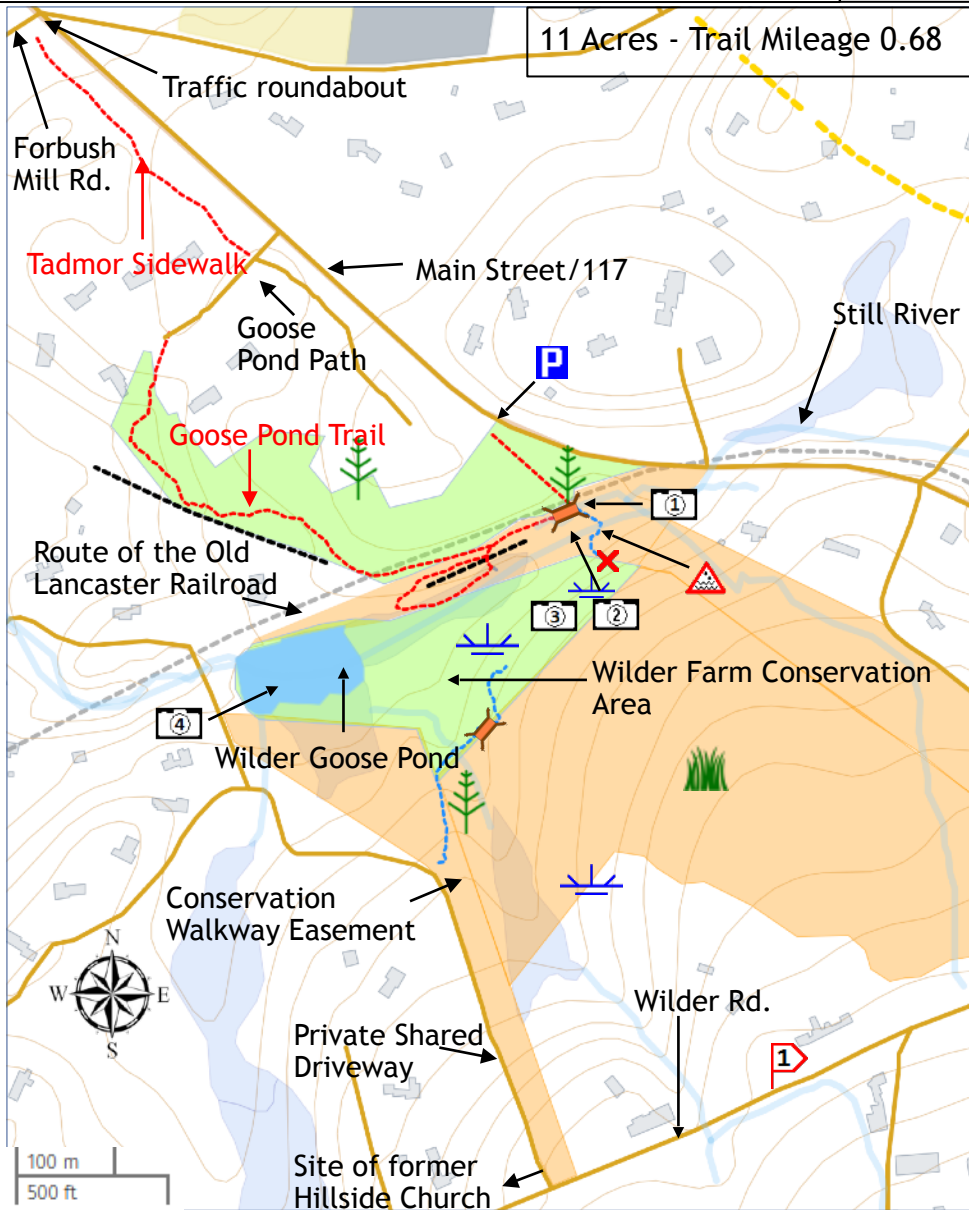 11 Acres - Trail Mileage 0.68
Traffic roundabout
Forbush
Mill Rd.
Tadmor Sidewalk
Main Street/117
Goose
Pond Path
Still River
P
Goose Pond Trail
①
Route of the Old
Lancaster Railroad
③
②
Wilder Farm Conservation
Area
④
Wilder Goose Pond
Conservation
Walkway Easement
N
W
E
S
Wilder Rd.
Private Shared
Driveway
1
Site of former
Hillside Church
100 m
500 ft